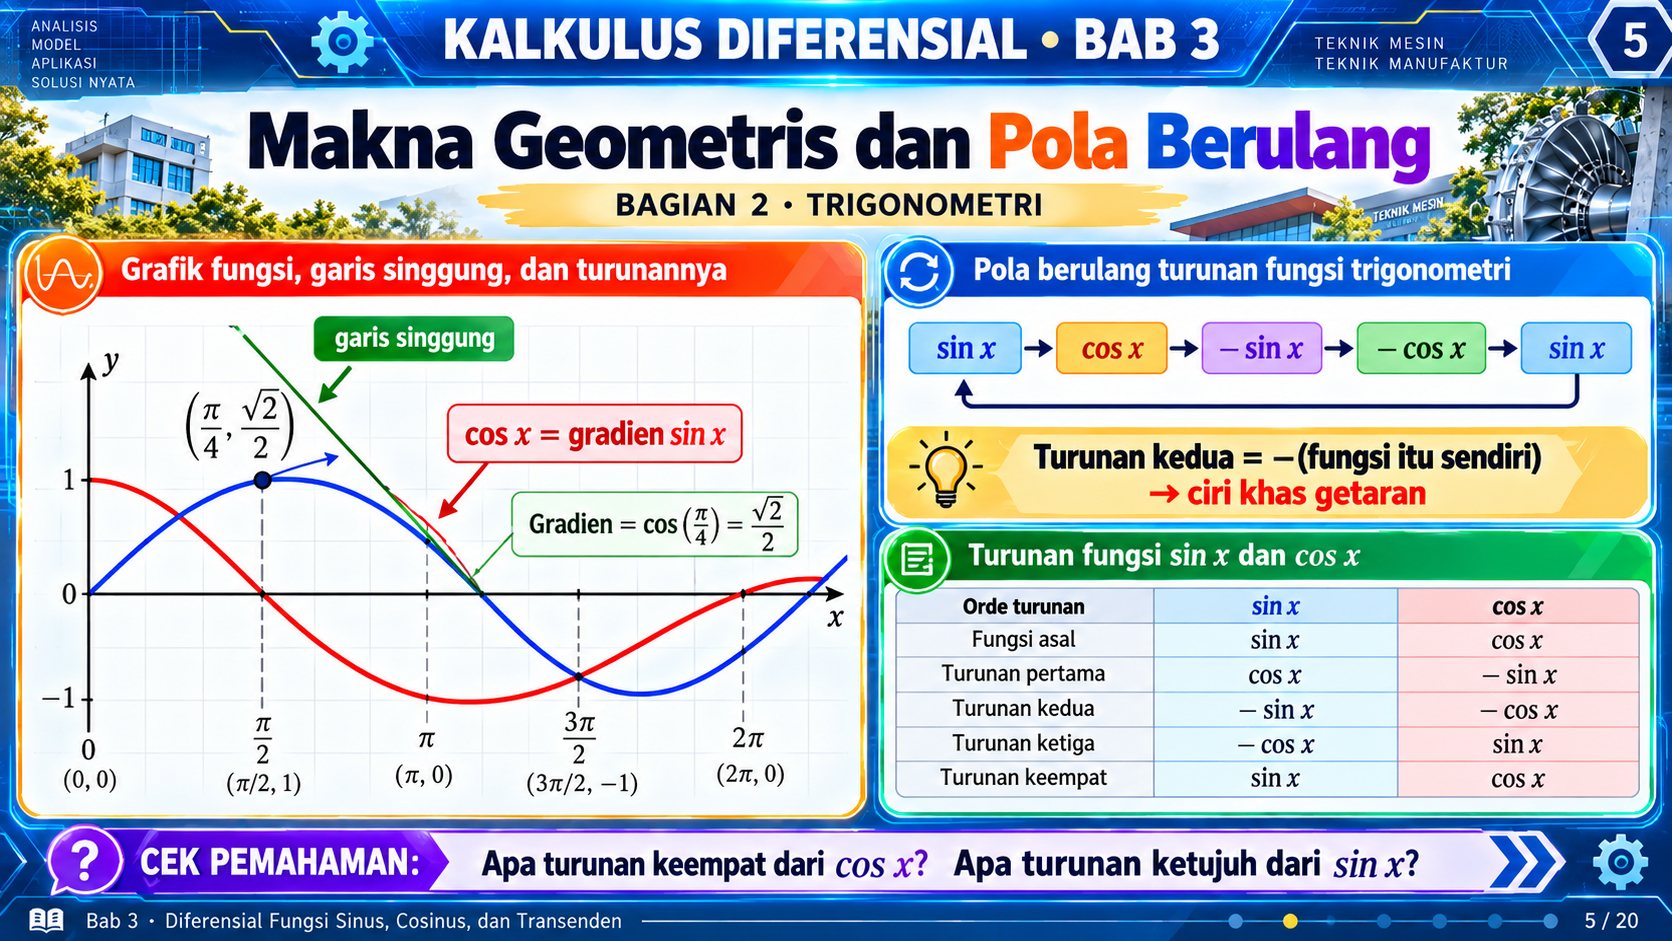 ANALISIS
MODEL
APLIKASI
SOLUSI NYATA
KALKULUS DIFERENSIAL • BAB 3
TEKNIK MESIN
TEKNIK MANUFAKTUR
5
Makna Geometris dan Pola Berulang
BAGIAN 2 • TRIGONOMETRI
TEKNIK MESIN
Grafik fungsi, garis singgung, dan turunannya
garis singgung
y
(π/4, √2/2)
cos x = gradien sin x
Gradien = cos (π/4) = √2/2
1
0
x
−1
0 π/2 π 3π/2 2π
(0, 0) (π/2, 1) (π, 0) (3π/2, −1) (2π, 0)
Pola berulang turunan fungsi trigonometri
sin x → cos x → − sin x → − cos x → sin x
Turunan kedua = −(fungsi itu sendiri)
→ ciri khas getaran
Turunan fungsi sin x dan cos x
Orde turunan sin x cos x
Fungsi asal sin x cos x
Turunan pertama cos x − sin x
Turunan kedua − sin x − cos x
Turunan ketiga − cos x sin x
Turunan keempat sin x cos x
? CEK PEMAHAMAN: Apa turunan keempat dari cos x? Apa turunan ketujuh dari sin x?
Bab 3 • Diferensial Fungsi Sinus, Cosinus, dan Transenden
5 / 20